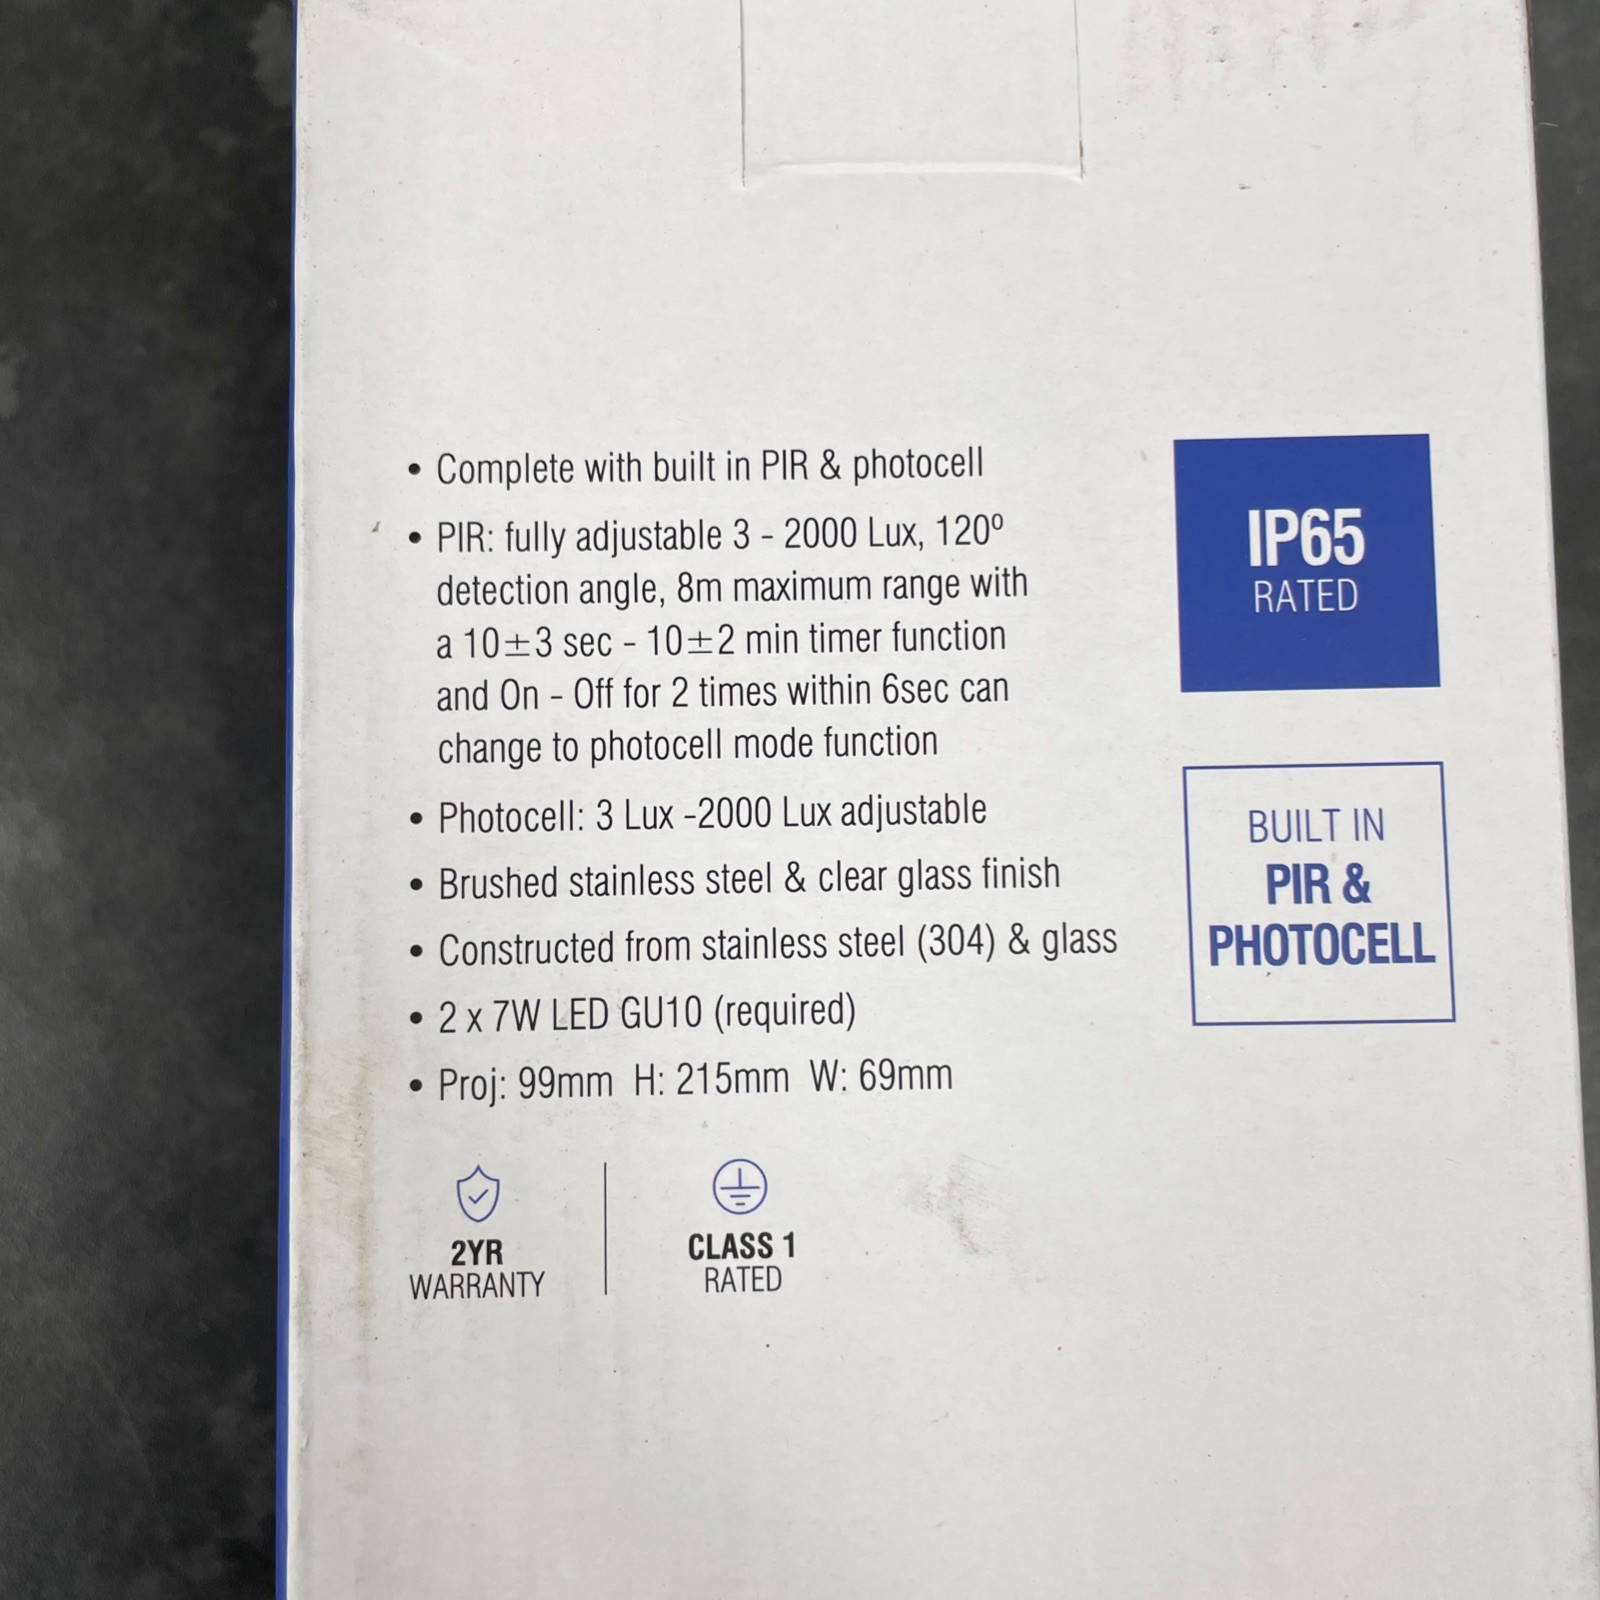 • Complete with built in PIR & photocell
• PIR: fully adjustable 3 - 2000 Lux, 120º
detection angle, 8m maximum range with
a 10±3 sec - 10±2 min timer function
and On - Off for 2 times within 6sec can
change to photocell mode function
• Photocell: 3 Lux -2000 Lux adjustable
• Brushed stainless steel & clear glass finish
• Constructed from stainless steel (304) & glass
• 2 x 7W LED GU10 (required)
• Proj: 99mm H: 215mm W: 69mm
2YR
WARRANTY
CLASS 1
RATED
IP65
RATED
BUILT IN
PIR &
PHOTOCELL